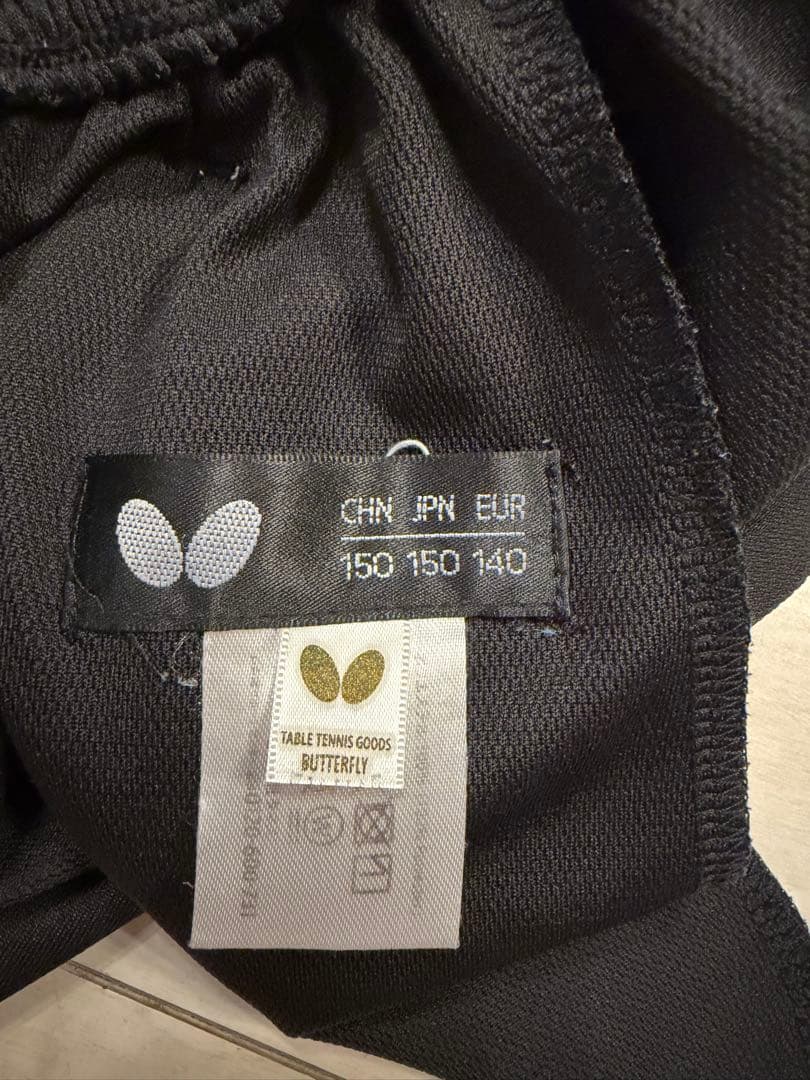 CHN JPN EUR
150 150 140
TABLE TENNIS GOODS
BUTTERFLY